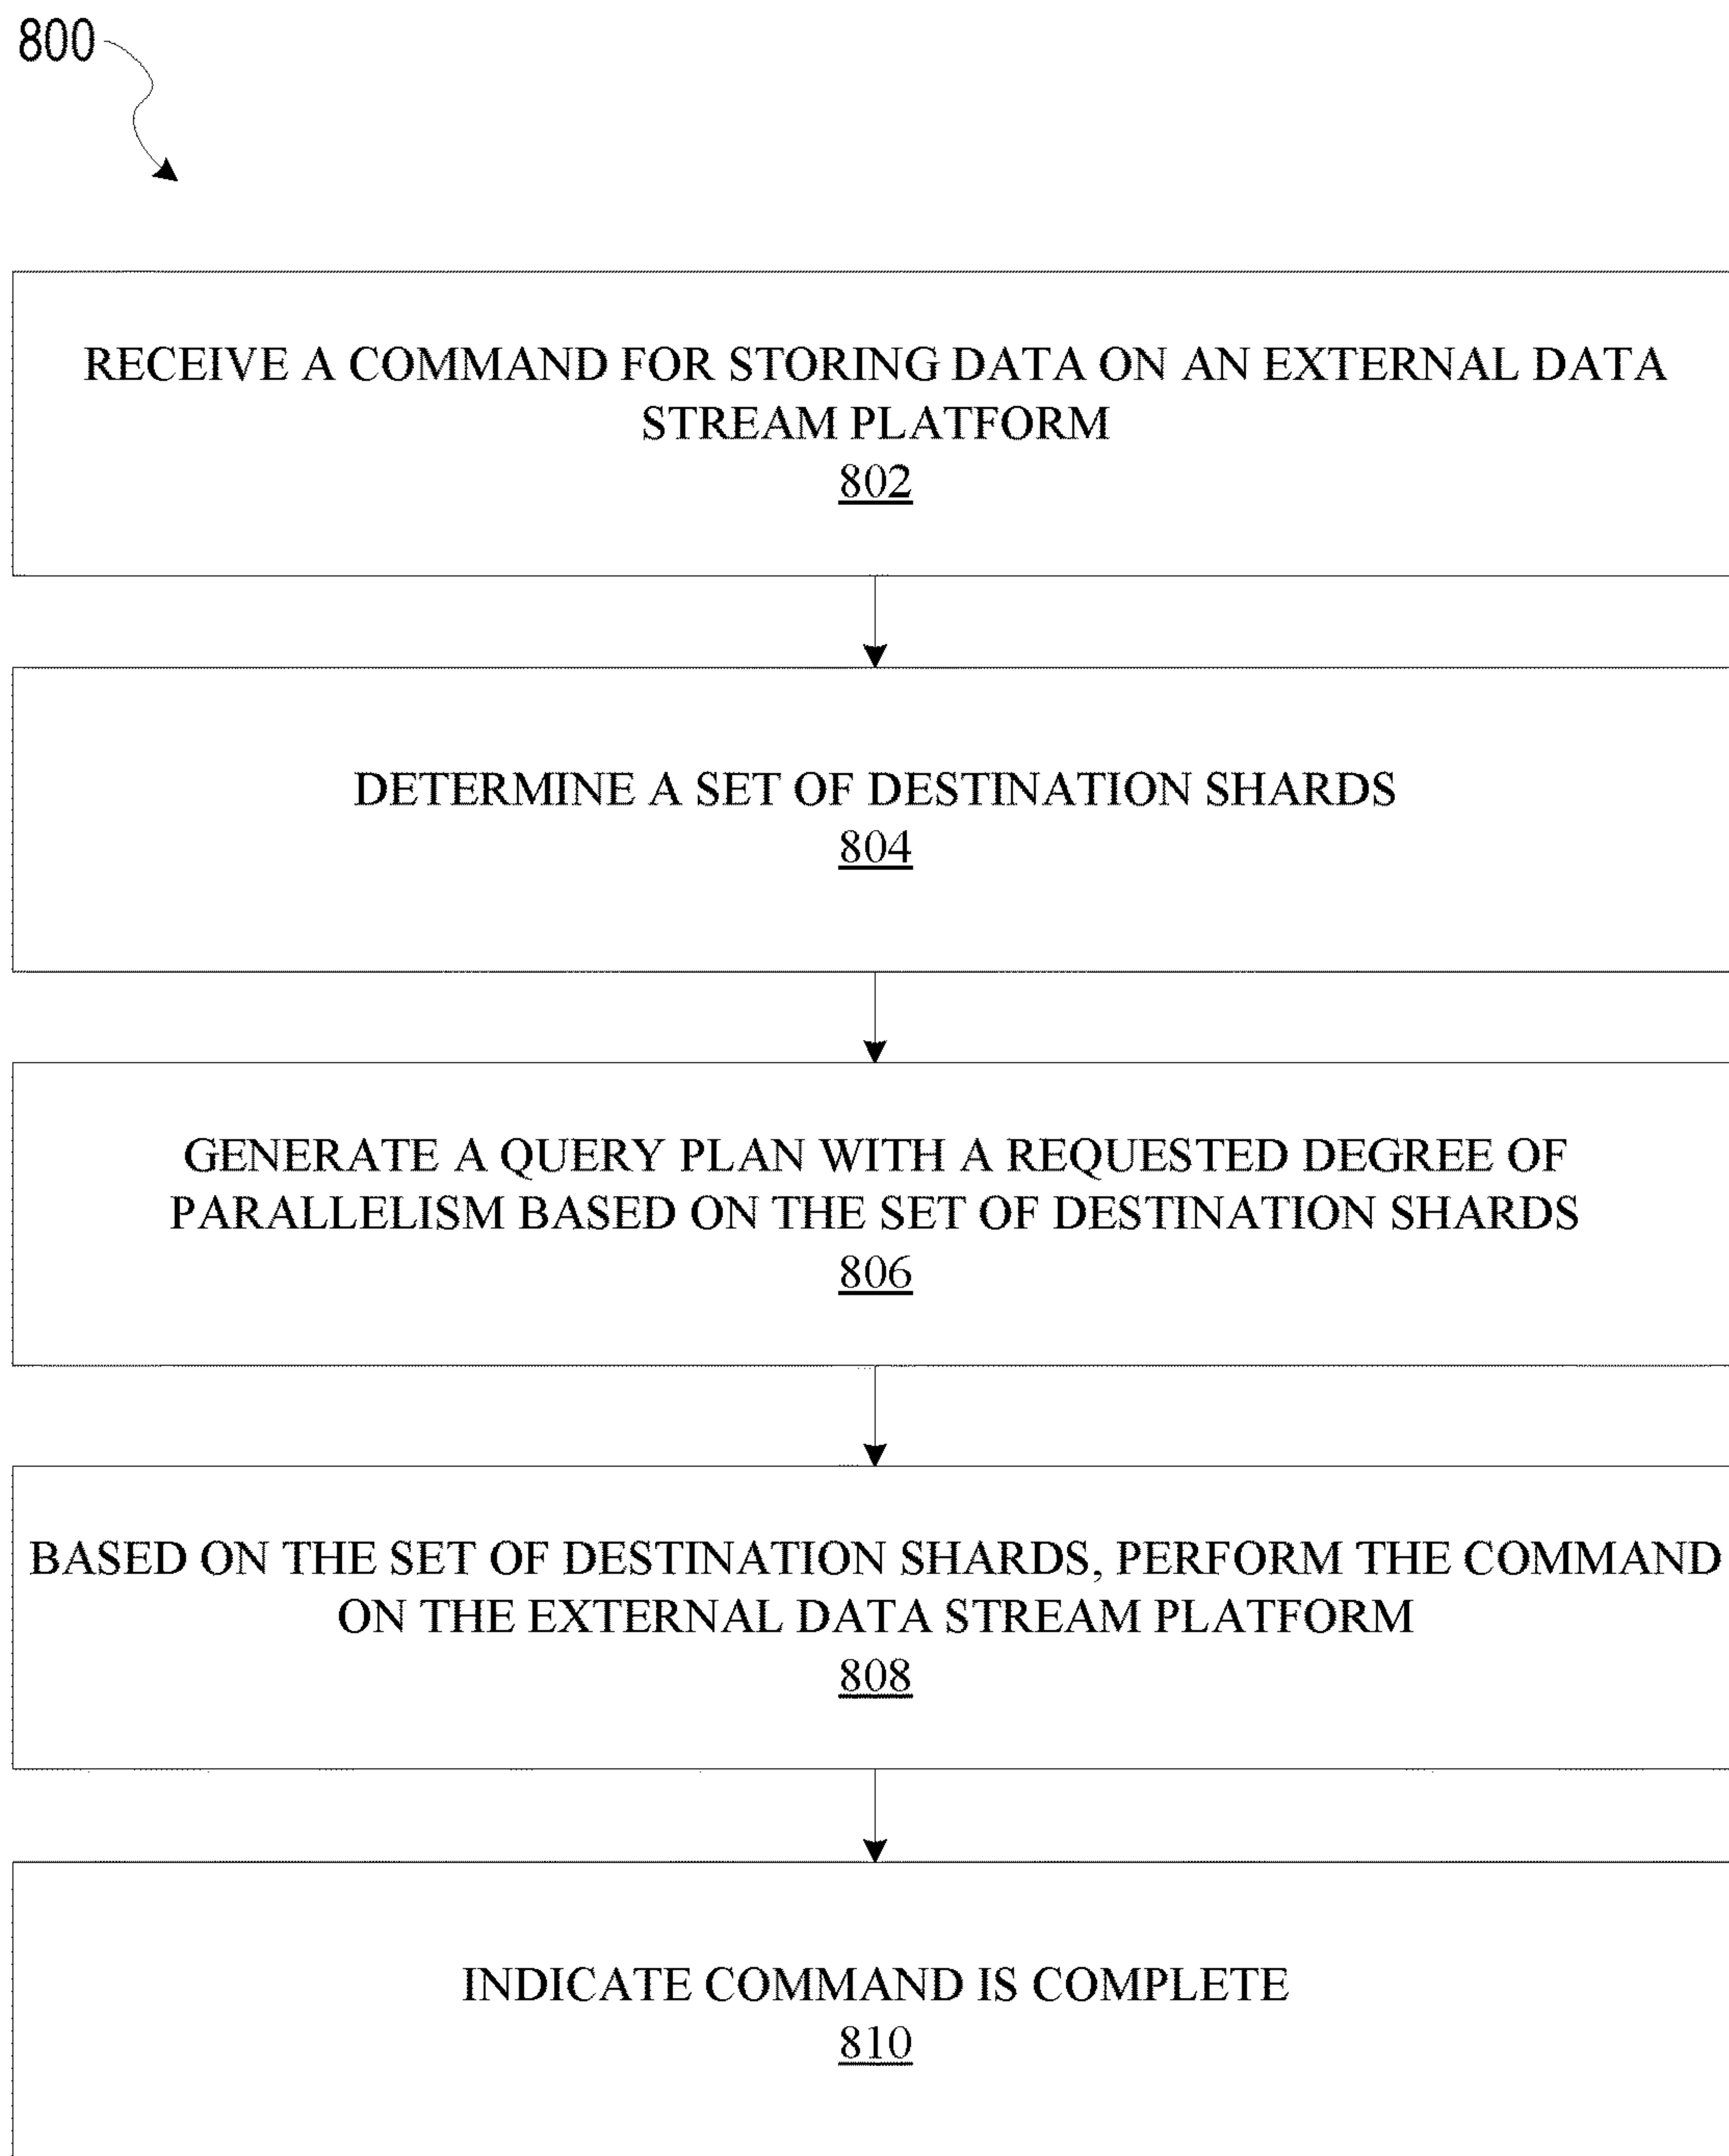 800
RECEIVE A COMMAND FOR STORING DATA ON AN EXTERNAL DATA
STREAM PLATFORM
802
DETERMINE A SET OF DESTINATION SHARDS
804
GENERATE A QUERY PLAN WITH A REQUESTED DEGREE OF
PARALLELISM BASED ON THE SET OF DESTINATION SHARDS
806
BASED ON THE SET OF DESTINATION SHARDS, PERFORM THE COMMAND
ON THE EXTERNAL DATA STREAM PLATFORM
808
INDICATE COMMAND IS COMPLETE
810